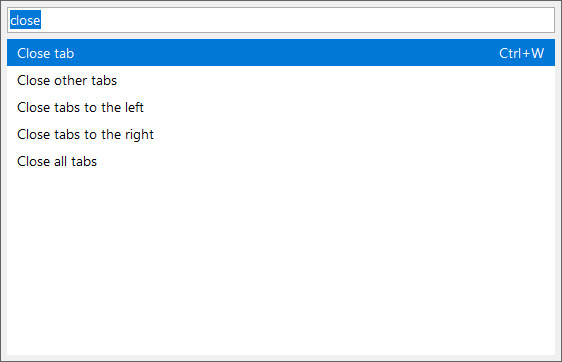 close
Close tab Ctrl+W
Close other tabs
Close tabs to the left
Close tabs to the right
Close all tabs